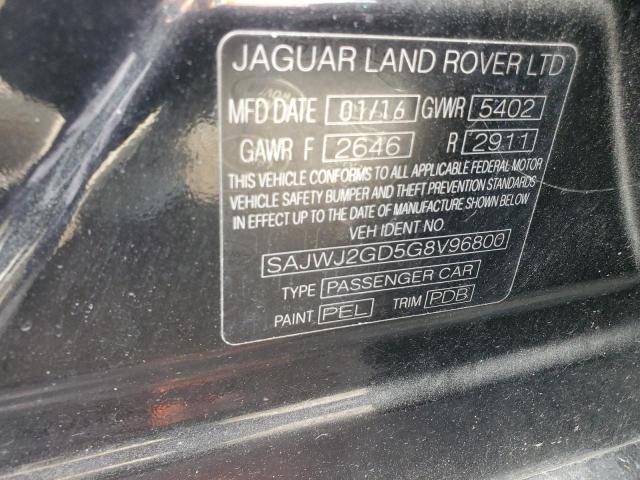 JAGUAR LAND ROVER LTD
MFD DATE 01/16 GVWR 5402
GAWR F 2646 R 2911
THIS VEHICLE CONFORMS TO ALL APPLICABLE FEDERAL MOTOR
VEHICLE SAFETY BUMPER AND THEFT PREVENTION STANDARDS
IN EFFECT UP TO THE DATE OF MANUFACTURE SHOWN BELOW
VEH IDENT NO
SAJWJ2GD5G8V96800
TYPE PASSENGER CAR
PAINT PEL TRIM PDB